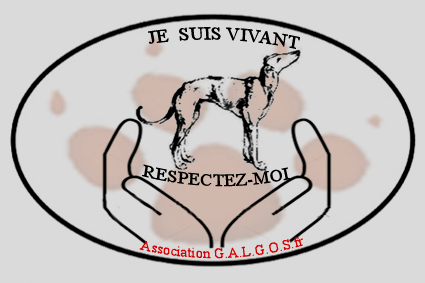 JE SUIS VIVANT
RESPECTEZ-MOI
Association G.A.L.G.O.S.fr